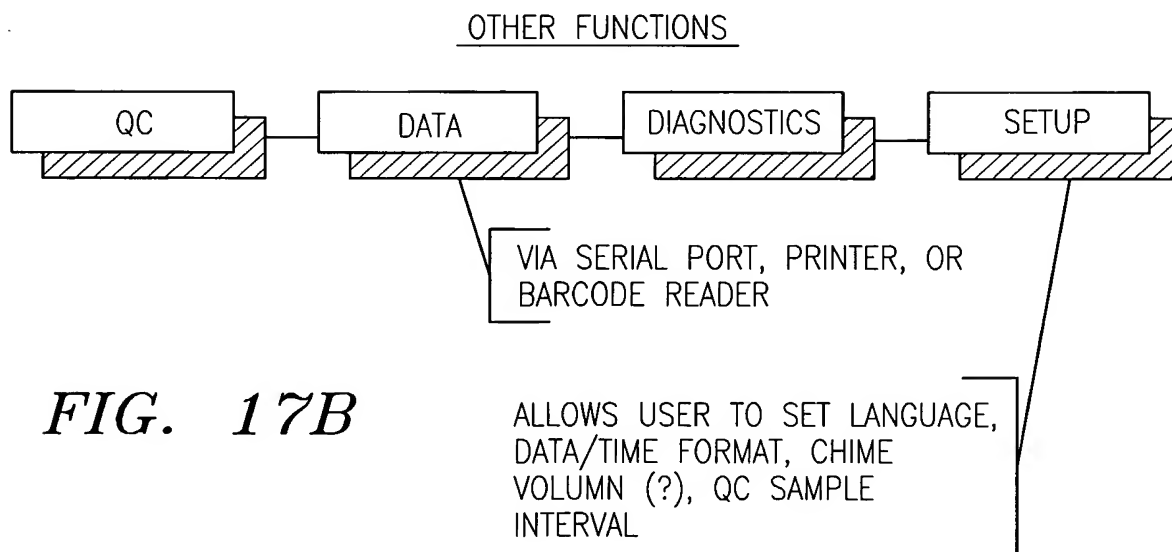 OTHER FUNCTIONS
QC
DATA
DIAGNOSTICS
SETUP
VIA SERIAL PORT, PRINTER, OR
BARCODE READER
FIG. 17B
ALLOWS USER TO SET LANGUAGE,
DATA/TIME FORMAT, CHIME
VOLUMN (?), QC SAMPLE
INTERVAL